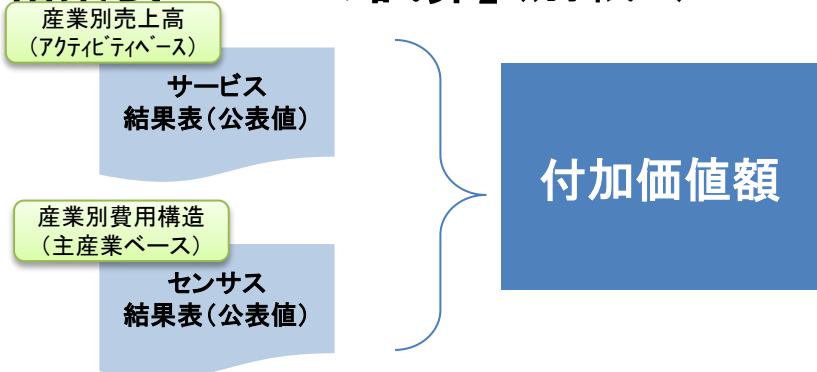 産業別売上高
（ｱｸﾃｨﾋﾞﾃｨﾍﾞｰｽ）
サービス
結果表（公表値）
付加価値額
産業別費用構造
（主産業ベース）
センサス
結果表（公表値）